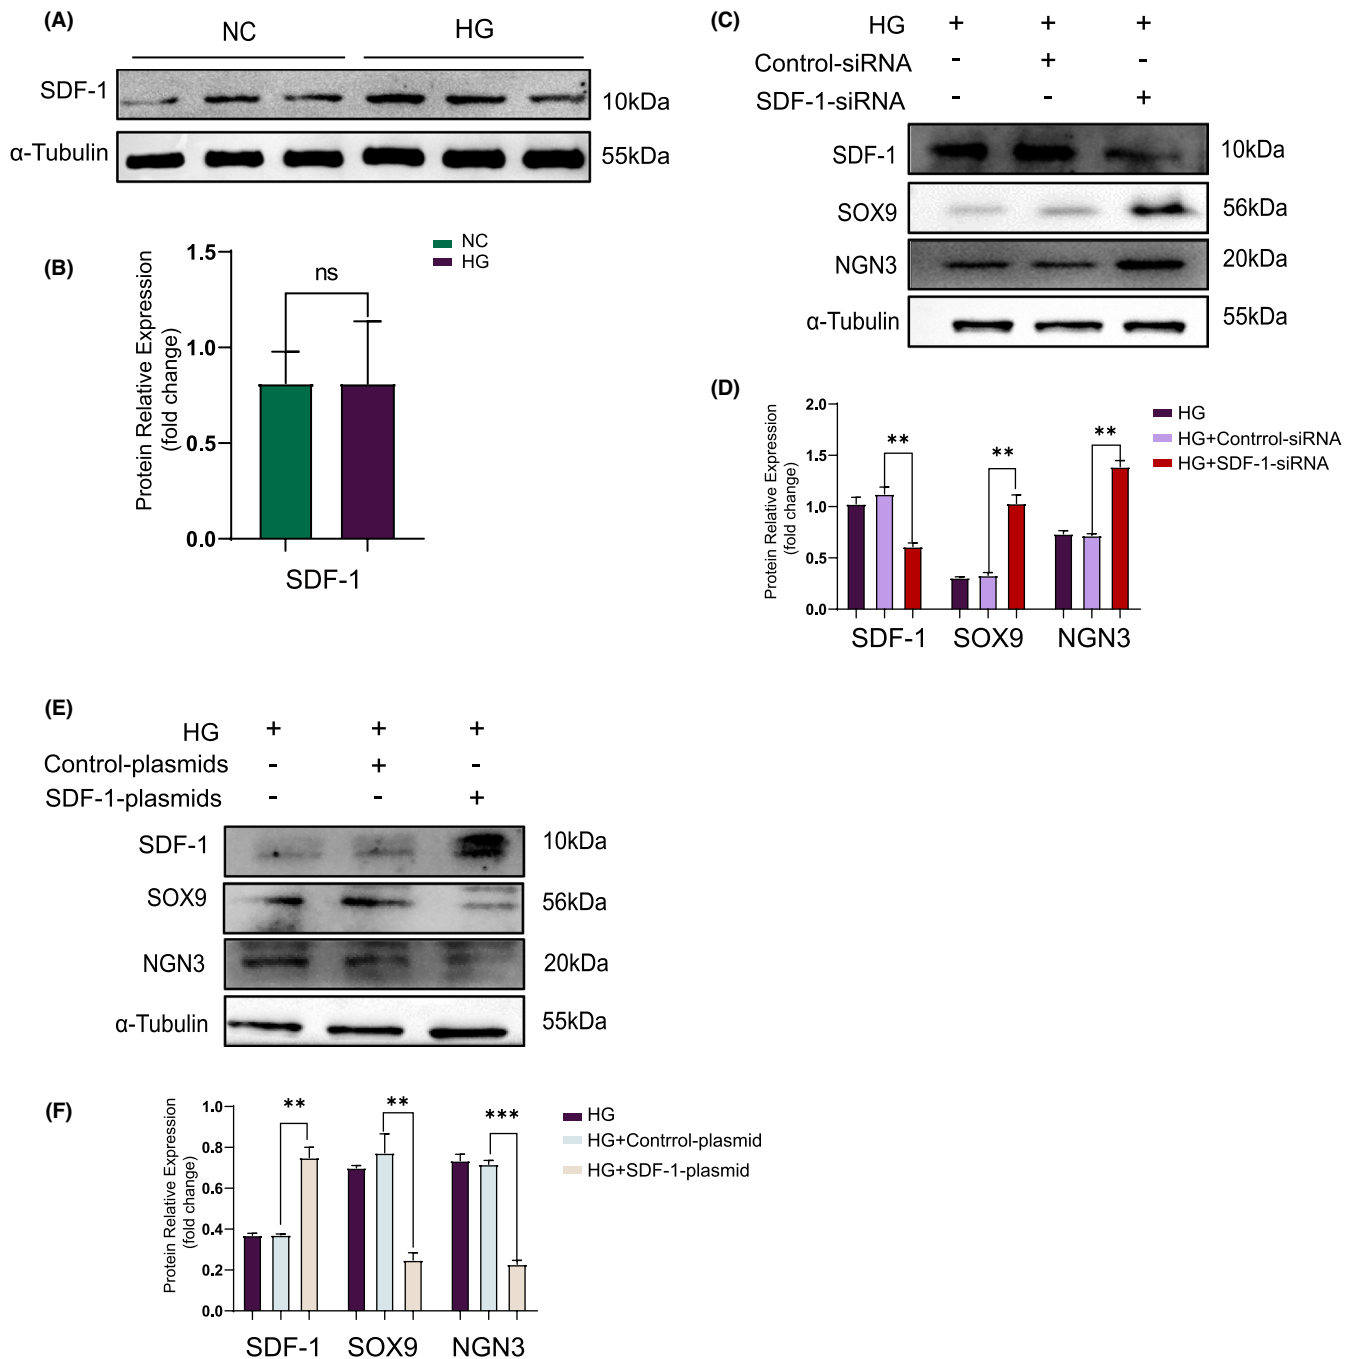 (A)
NC HG
SDF-1 10kDa
α-Tubulin 55kDa
(B)
NC
HG
ns
Protein Relative Expression
(fold change)
1.5
1.0
0.5
0.0
SDF-1
(C)
HG + + +
Control-siRNA - + -
SDF-1-siRNA - - +
SDF-1 10kDa
SOX9 56kDa
NGN3 20kDa
α-Tubulin 55kDa
(D)
Protein Relative Expression
(fold change)
2.0
1.5
1.0
0.5
0.0
** ** **
HG
HG+Contrrol-siRNA
HG+SDF-1-siRNA
SDF-1 SOX9 NGN3
(E)
HG + + +
Control-plasmids - + -
SDF-1-plasmids - - +
SDF-1 10kDa
SOX9 56kDa
NGN3 20kDa
α-Tubulin 55kDa
(F)
Protein Relative Expression
(fold change)
1.0
0.8
0.6
0.4
0.2
0.0
** ** ***
HG
HG+Contrrol-plasmid
HG+SDF-1-plasmid
SDF-1 SOX9 NGN3